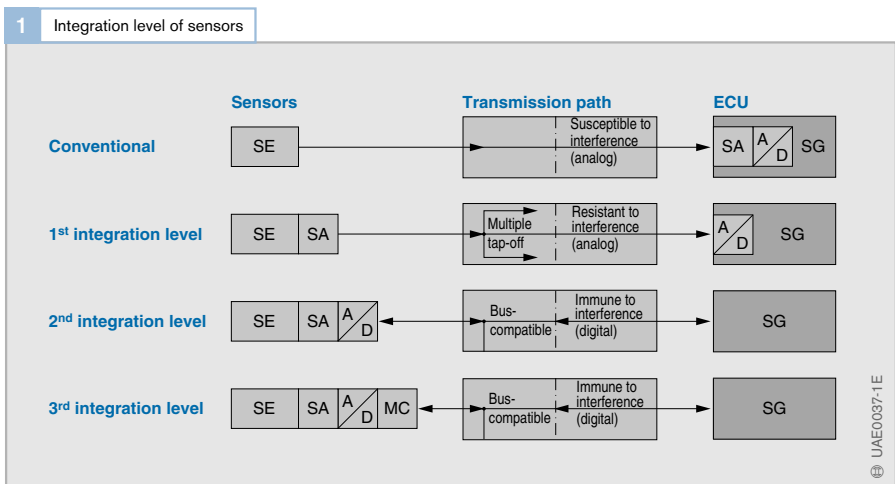 1 Integration level of sensors
Sensors Transmission path ECU
Conventional
SE
Susceptible to
interference
(analog)
SA A/D SG
1st integration level
SE SA
Multiple
tap-off
Resistant to
interference
(analog)
A/D SG
2nd integration level
SE SA A/D
Bus-
compatible
Immune to
interference
(digital)
SG
3rd integration level
SE SA A/D MC
Bus-
compatible
Immune to
interference
(digital)
SG
UAE0037-1E